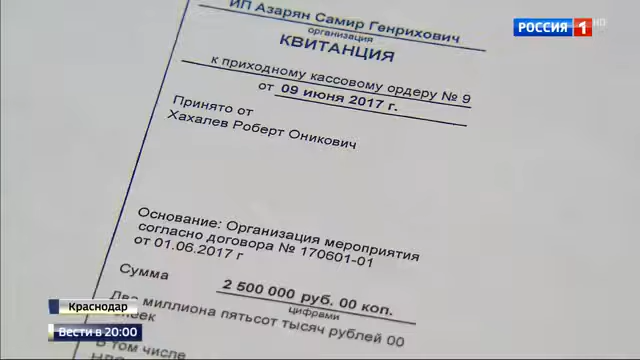 ИП Азарян Самир Генрихович
организация
КВИТАНЦИЯ
к приходному кассовому ордеру № 9
от 09 июня 2017 г.
Принято от
Хахалев Роберт Оникович
Основание: Организация мероприятия
согласно договора № 170601-01
от 01.06.2017 г
Сумма 2 500 000 руб. 00 коп.
цифрами
Два миллиона пятьсот тысяч рублей 00
копеек
В том числе
РОССИЯ 1 HD
Краснодар
Вести в 20:00